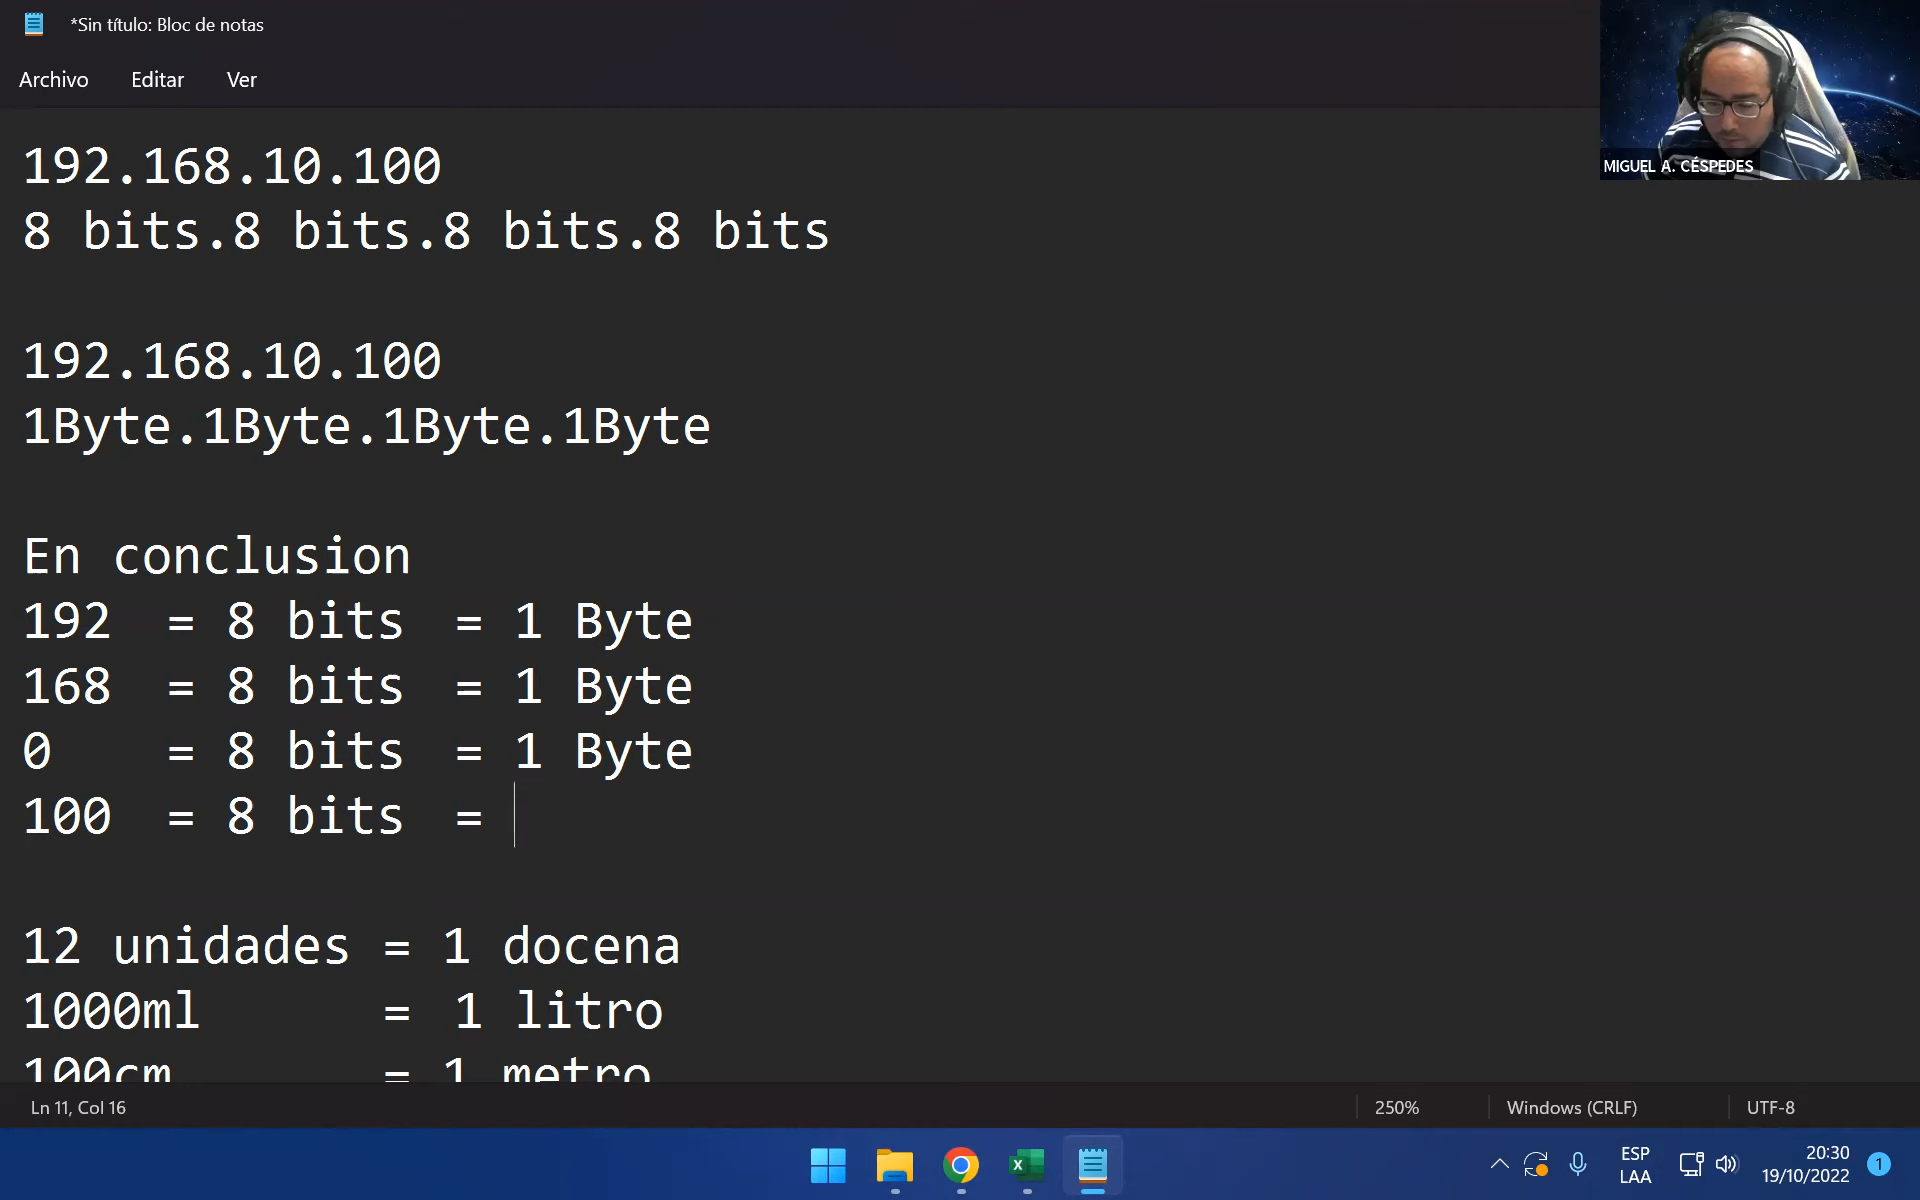 *Sin título: Bloc de notas
Archivo Editar Ver
MIGUEL A. CÉSPEDES
192.168.10.100
8 bits.8 bits.8 bits.8 bits
192.168.10.100
1Byte.1Byte.1Byte.1Byte
En conclusion
192 = 8 bits = 1 Byte
168 = 8 bits = 1 Byte
0 = 8 bits = 1 Byte
100 = 8 bits =
12 unidades = 1 docena
1000ml = 1 litro
100cm = 1 metro
Ln 11, Col 16 250% Windows (CRLF) UTF-8
ESP
LAA
20:30
19/10/2022
1